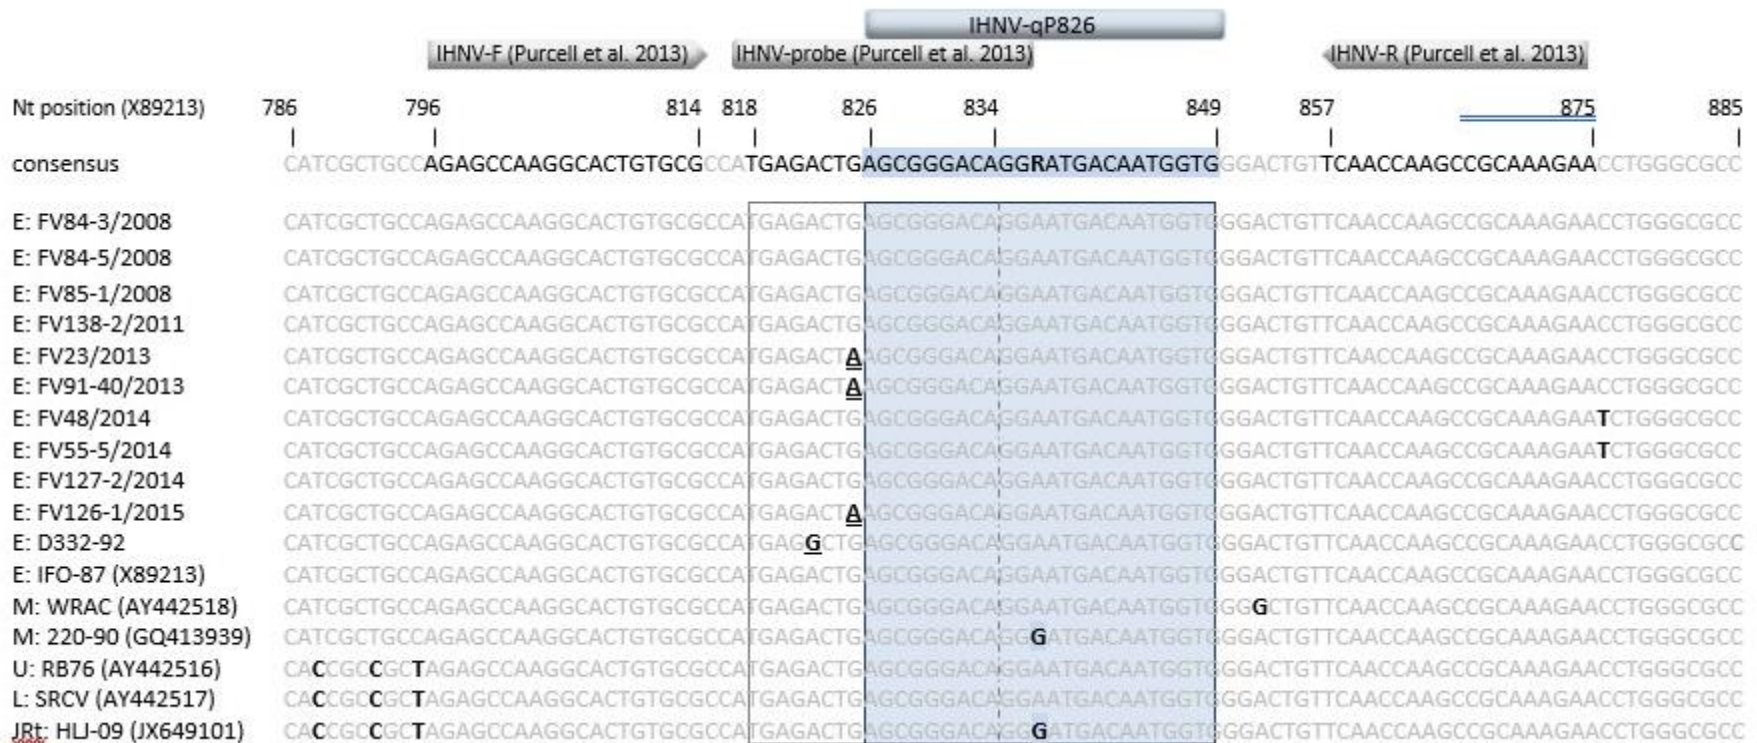 IHNV-qP826
IHNV-F (Purcell et al. 2013) IHNV-probe (Purcell et al. 2013) IHNV-R (Purcell et al. 2013)
Nt position (X89213) 786 796 814 818 826 834 849 857 875 885
consensus CATCGCTGCCAGAGCCAAGGCACTGTGCGCCATGAGACTGAGCGGGACAGGRATGACAATGGTGGGACTGTTCAACCAAGCCGCAAAGAACCTGGGCGCC
E: FV84-3/2008 CATCGCTGCCAGAGCCAAGGCACTGTGCGCCATGAGACTGAGCGGGACAGGAATGACAATGGTGGGACTGTTCAACCAAGCCGCAAAGAACCTGGGCGCC
E: FV84-5/2008 CATCGCTGCCAGAGCCAAGGCACTGTGCGCCATGAGACTGAGCGGGACAGGAATGACAATGGTGGGACTGTTCAACCAAGCCGCAAAGAACCTGGGCGCC
E: FV85-1/2008 CATCGCTGCCAGAGCCAAGGCACTGTGCGCCATGAGACTGAGCGGGACAGGAATGACAATGGTGGGACTGTTCAACCAAGCCGCAAAGAACCTGGGCGCC
E: FV138-2/2011 CATCGCTGCCAGAGCCAAGGCACTGTGCGCCATGAGACTGAGCGGGACAGGAATGACAATGGTGGGACTGTTCAACCAAGCCGCAAAGAACCTGGGCGCC
E: FV23/2013 CATCGCTGCCAGAGCCAAGGCACTGTGCGCCATGAGACTAAGCGGGACAGGAATGACAATGGTGGGACTGTTCAACCAAGCCGCAAAGAACCTGGGCGCC
E: FV91-40/2013 CATCGCTGCCAGAGCCAAGGCACTGTGCGCCATGAGACTAAGCGGGACAGGAATGACAATGGTGGGACTGTTCAACCAAGCCGCAAAGAACCTGGGCGCC
E: FV48/2014 CATCGCTGCCAGAGCCAAGGCACTGTGCGCCATGAGACTGAGCGGGACAGGAATGACAATGGTGGGACTGTTCAACCAAGCCGCAAAGAATCTGGGCGCC
E: FV55-5/2014 CATCGCTGCCAGAGCCAAGGCACTGTGCGCCATGAGACTGAGCGGGACAGGAATGACAATGGTGGGACTGTTCAACCAAGCCGCAAAGAATCTGGGCGCC
E: FV127-2/2014 CATCGCTGCCAGAGCCAAGGCACTGTGCGCCATGAGACTGAGCGGGACAGGAATGACAATGGTGGGACTGTTCAACCAAGCCGCAAAGAACCTGGGCGCC
E: FV126-1/2015 CATCGCTGCCAGAGCCAAGGCACTGTGCGCCATGAGACTAAGCGGGACAGGAATGACAATGGTGGGACTGTTCAACCAAGCCGCAAAGAACCTGGGCGCC
E: D332-92 CATCGCTGCCAGAGCCAAGGCACTGTGCGCCATGAGGCTGAGCGGGACAGGAATGACAATGGTGGGACTGTTCAACCAAGCCGCAAAGAACCTGGGCGCC
E: IFO-87 (X89213) CATCGCTGCCAGAGCCAAGGCACTGTGCGCCATGAGACTGAGCGGGACAGGAATGACAATGGTGGGACTGTTCAACCAAGCCGCAAAGAACCTGGGCGCC
M: WRAC (AY442518) CATCGCTGCCAGAGCCAAGGCACTGTGCGCCATGAGACTGAGCGGGACAGGAATGACAATGGTGGGGCTGTTCAACCAAGCCGCAAAGAACCTGGGCGCC
M: 220-90 (GQ413939) CATCGCTGCCAGAGCCAAGGCACTGTGCGCCATGAGACTGAGCGGGACAGGGATGACAATGGTGGGACTGTTCAACCAAGCCGCAAAGAACCTGGGCGCC
U: RB76 (AY442516) CACCGCCGCTAGAGCCAAGGCACTGTGCGCCATGAGACTGAGCGGGACAGGAATGACAATGGTGGGACTGTTCAACCAAGCCGCAAAGAACCTGGGCGCC
L: SRCV (AY442517) CACCGCCGCTAGAGCCAAGGCACTGTGCGCCATGAGACTGAGCGGGACAGGAATGACAATGGTGGGACTGTTCAACCAAGCCGCAAAGAACCTGGGCGCC
JRt: HLJ-09 (JX649101) CACCGCCGCTAGAGCCAAGGCACTGTGCGCCATGAGACTGAGCGGGACAGGGATGACAATGGTGGGACTGTTCAACCAAGCCGCAAAGAACCTGGGCGCC